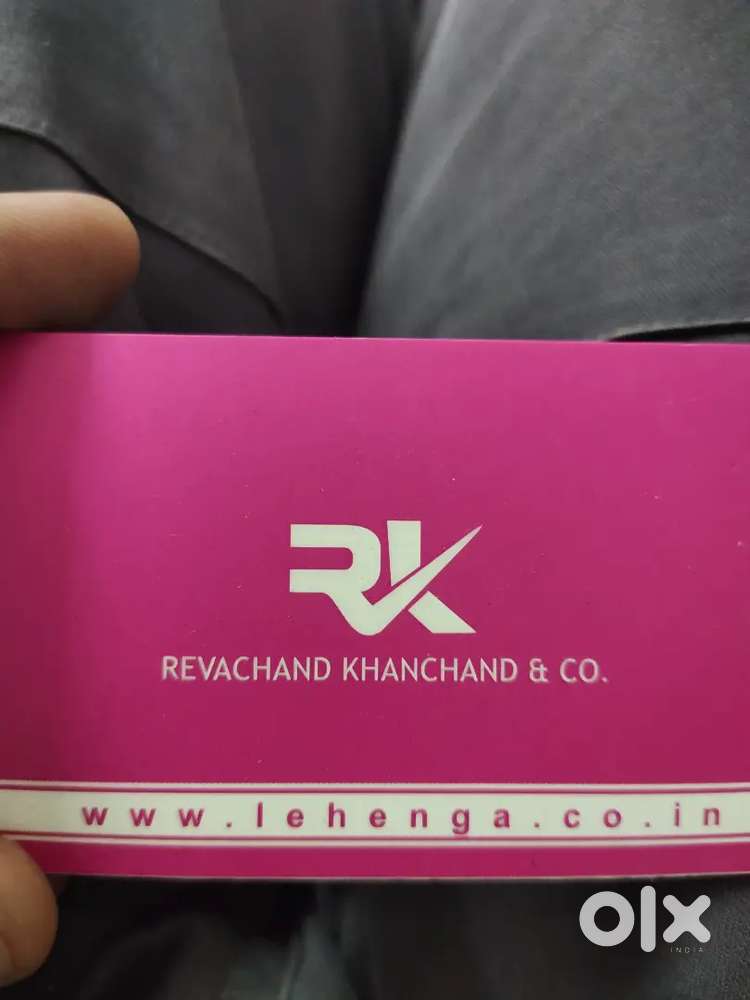 RK
REVACHAND KHANCHAND & CO.
www.lehenga.co.in
olx
INDIA